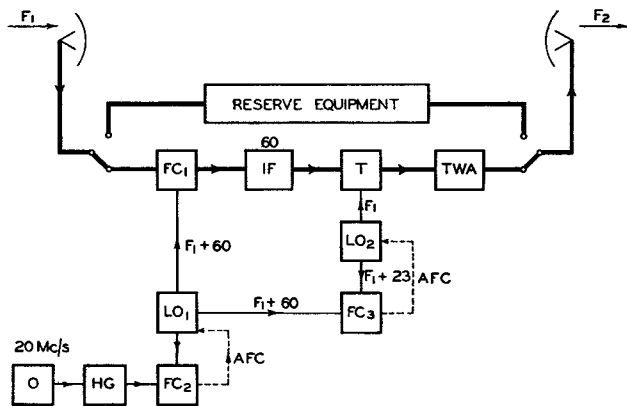 F1
F2
RESERVE EQUIPMENT
60
FC1
IF
T
TWA
F1
LO2
F1 + 60
F1 + 23
AFC
LO1
F1 + 60
FC3
20 Mc/s
AFC
O
HG
FC2